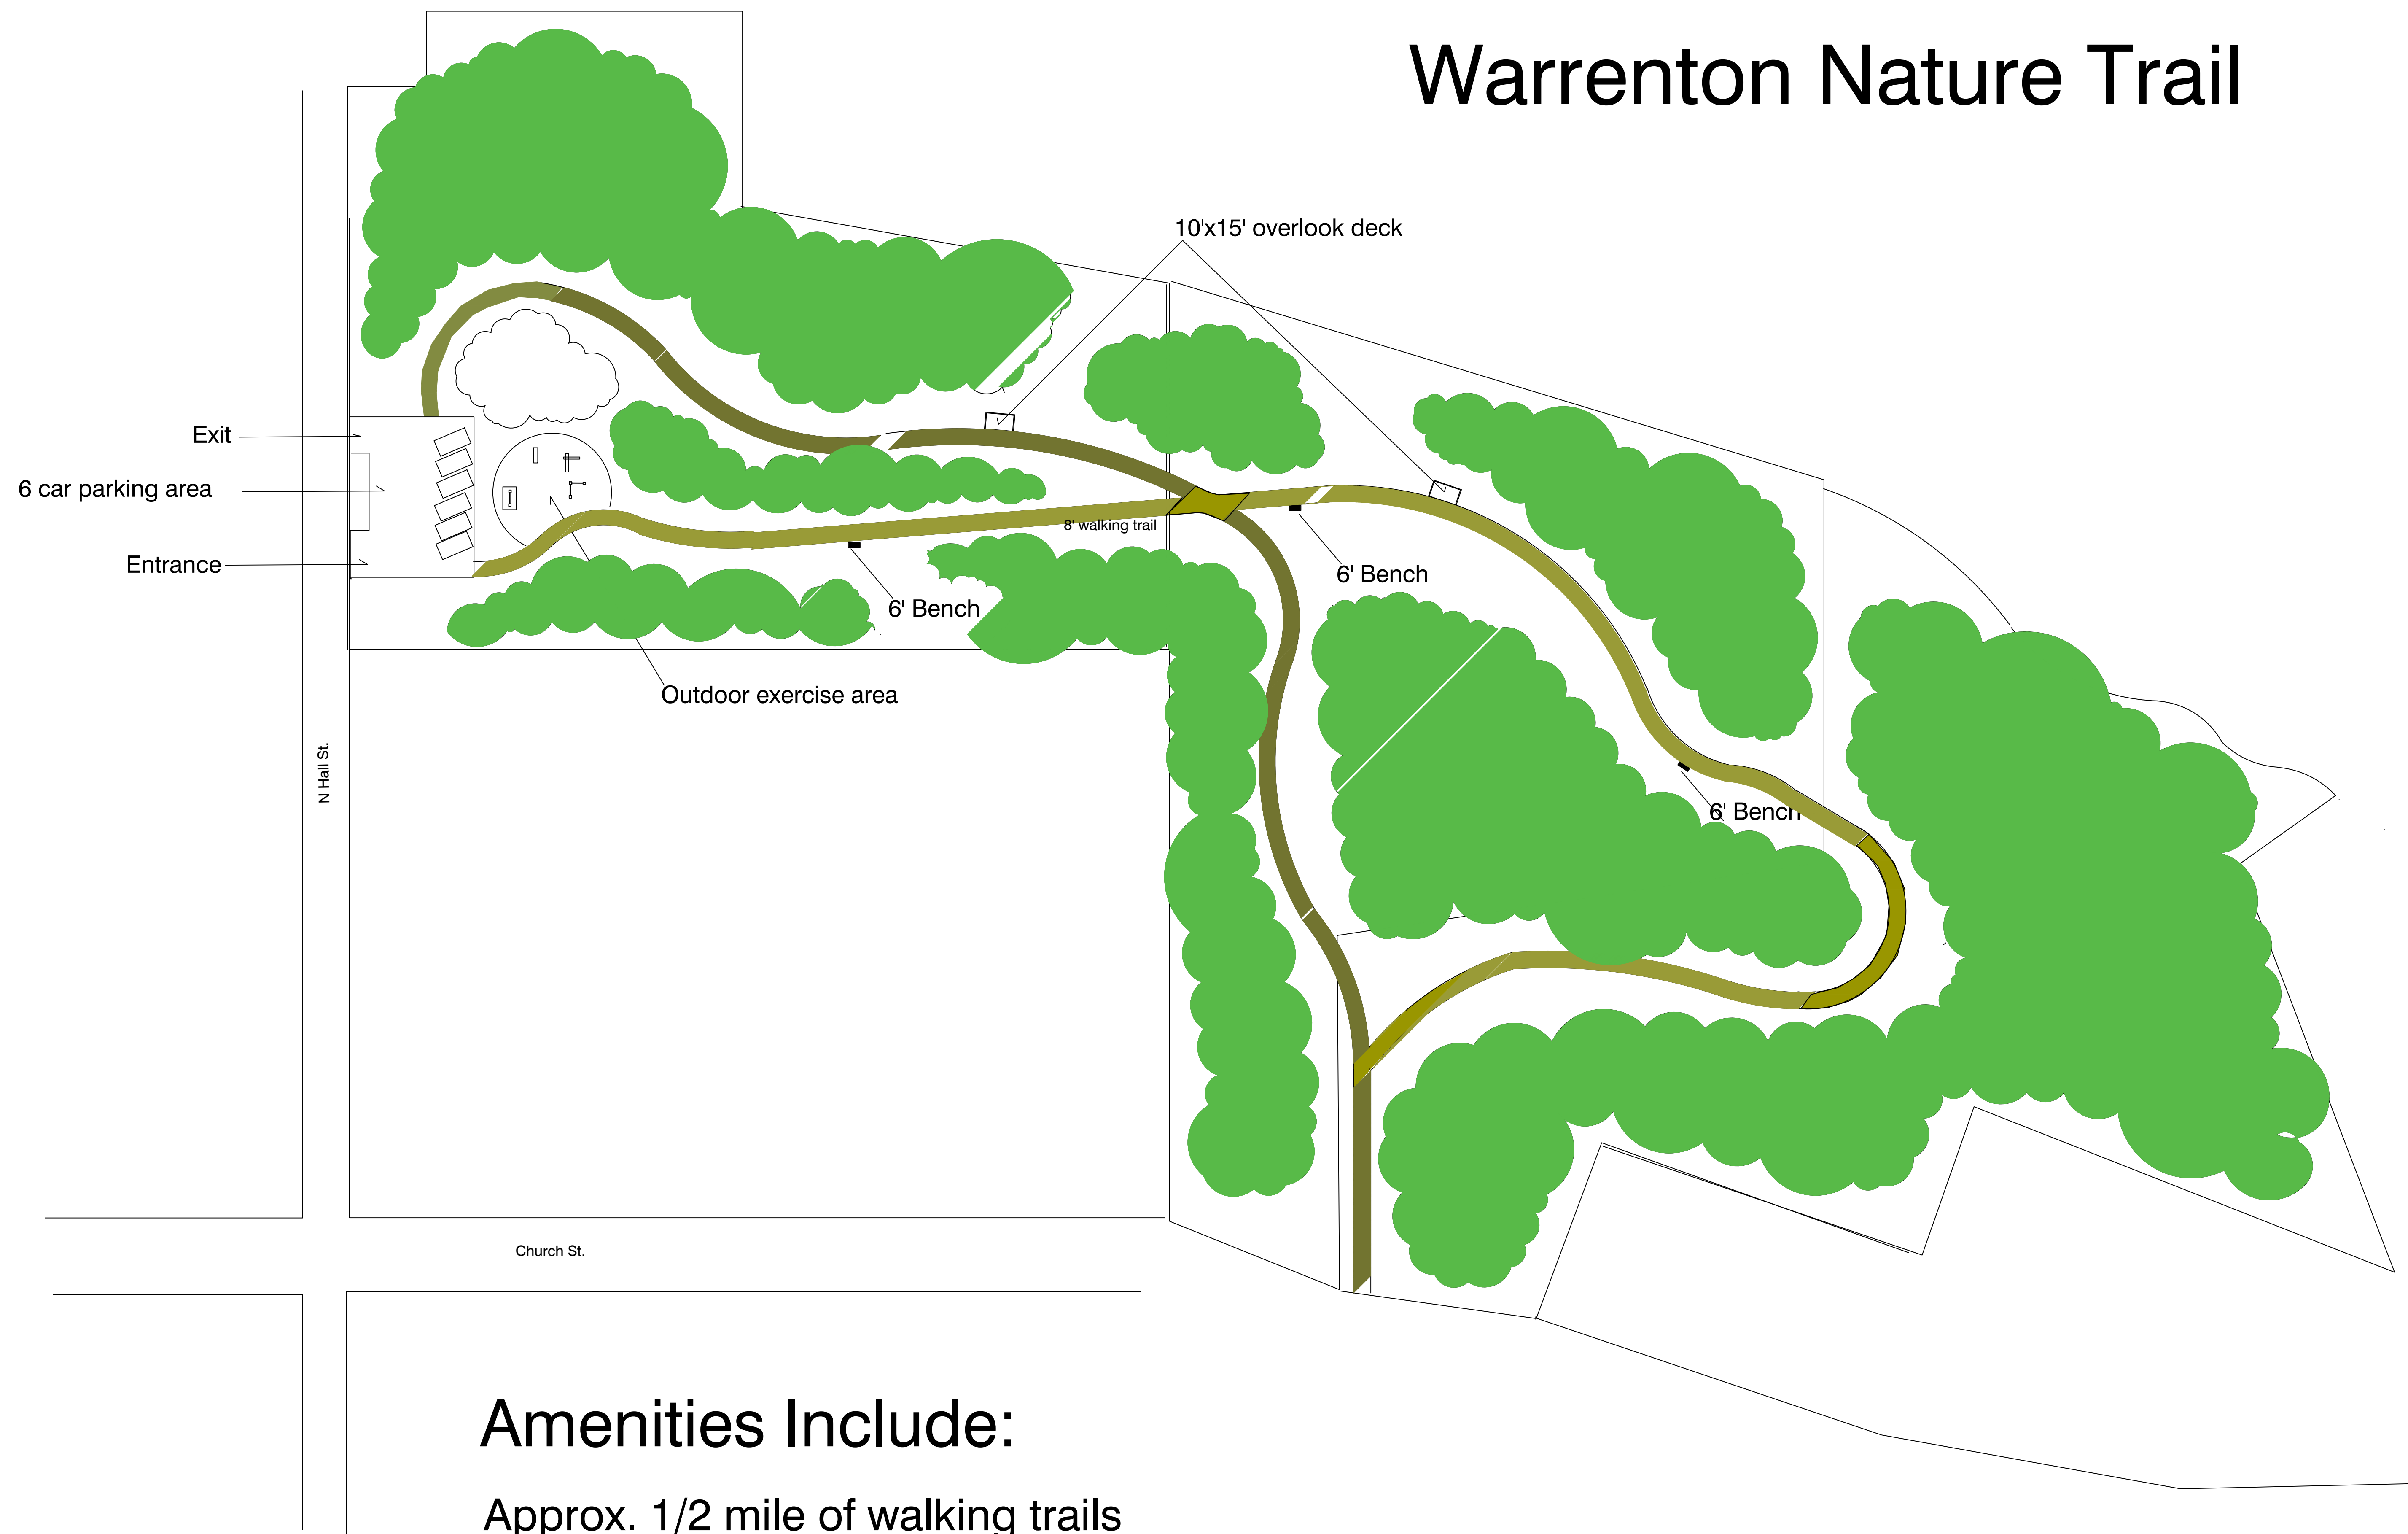 Warrenton Nature Trail
10'x15' overlook deck
Exit
6 car parking area
Entrance
8' walking trail
6' Bench
6' Bench
Outdoor exercise area
6' Bench
N Hall St.
Church St.
Amenities Include:
Approx. 1/2 mile of walking trails